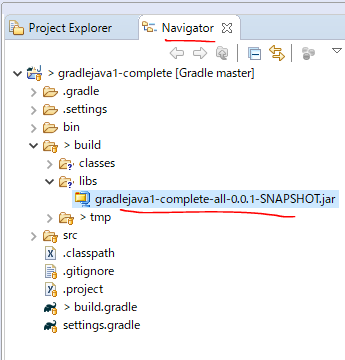 Project Explorer Navigator
> gradlejava1-complete [Gradle master]
.gradle
.settings
bin
> build
classes
libs
gradlejava1-complete-all-0.0.1-SNAPSHOT.jar
> tmp
src
.classpath
.gitignore
.project
> build.gradle
settings.gradle